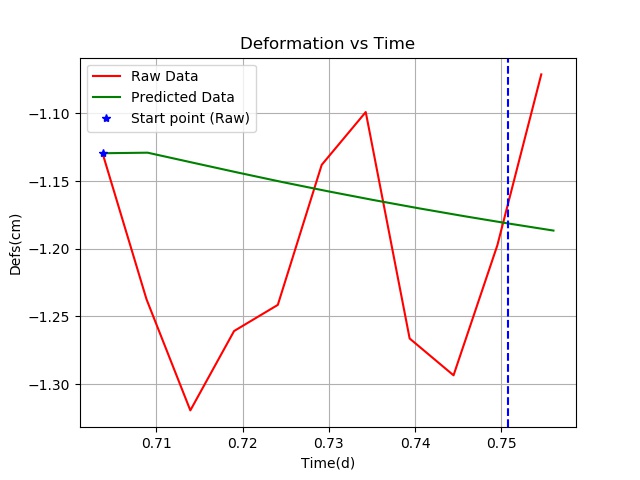 Deformation vs Time
Raw Data
Predicted Data
Start point (Raw)
Defs(cm)
−1.10
−1.15
−1.20
−1.25
−1.30
0.71
0.72
0.73
0.74
0.75
Time(d)